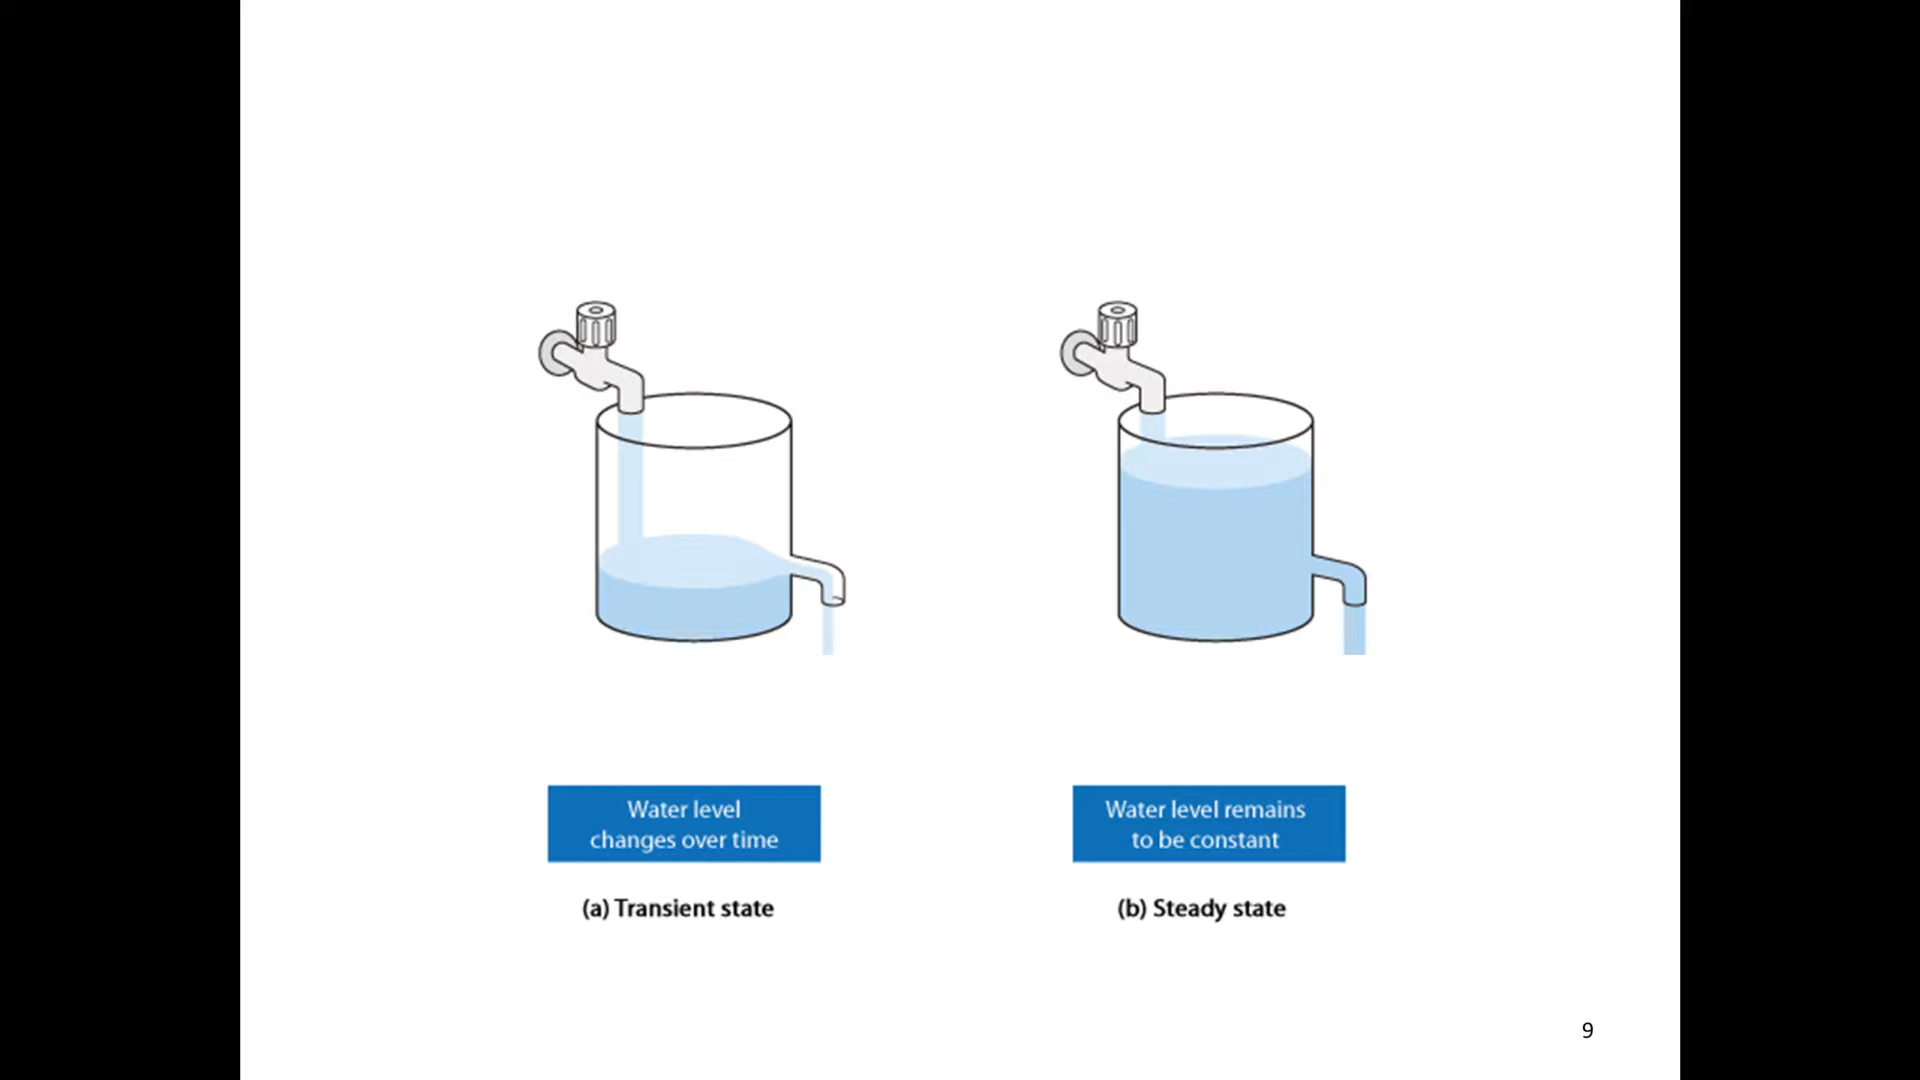 Water level
changes over time
(a) Transient state
Water level remains
to be constant
(b) Steady state
9